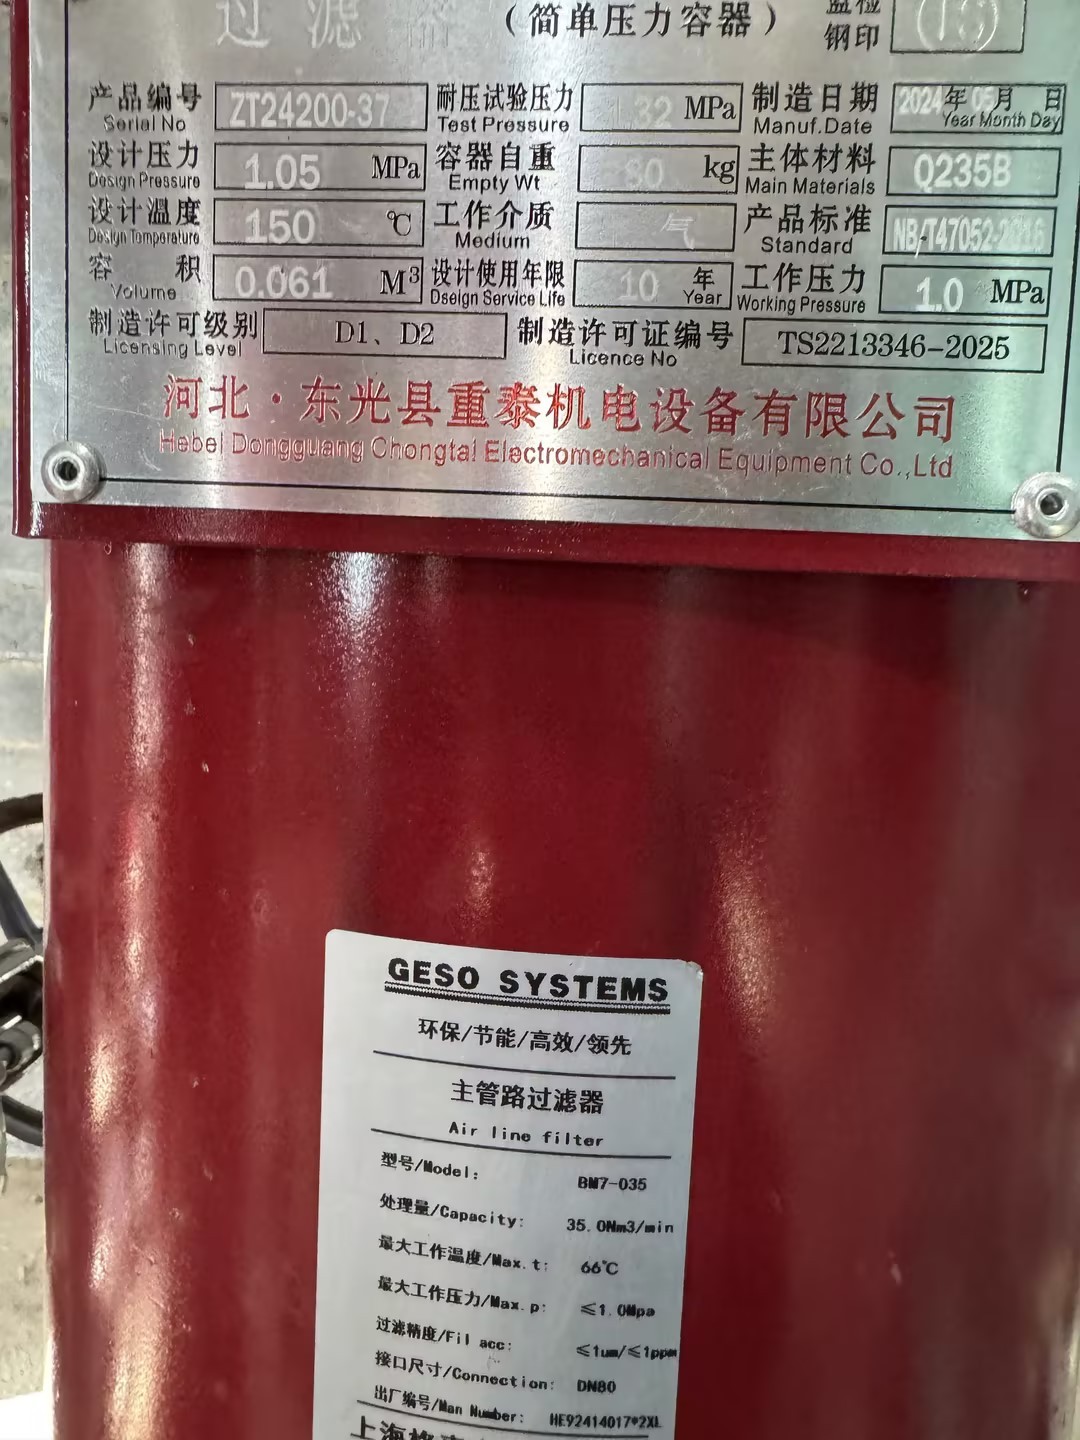 过滤器 （简单压力容器） 监检
钢印
产品编号 ZT24200-37 耐压试验压力 1.32 MPa 制造日期 2024年05月 日
Serial No Test Pressure Manuf.Date Year Month Day
设计压力 1.05 MPa 容器自重 80 kg 主体材料 Q235B
Design Pressure Empty Wt Main Materials
设计温度 150 ℃ 工作介质 气 产品标准 NB/T47052-2016
Design Temperature Medium Standard
容 积 0.061 M³ 设计使用年限 10 年 工作压力 1.0 MPa
Volume Dseign Service Life Year Working Pressure
制造许可级别 D1、D2 制造许可证编号 TS2213346-2025
Licensing Level Licence No
河北·东光县重泰机电设备有限公司
Hebei Dongguang Chongtai Electromechanical Equipment Co.,Ltd
GESO SYSTEMS
环保/节能/高效/领先
主管路过滤器
Air line filter
型号/Model: BM7-035
处理量/Capacity: 35.0Nm3/min
最大工作温度/Max.t: 66℃
最大工作压力/Max.p: ≤1.0Mpa
过滤精度/Fil acc: ≤1um/≤1ppm
接口尺寸/Connection: DN80
出厂编号/Man Number: HE92414017*2XL
上海